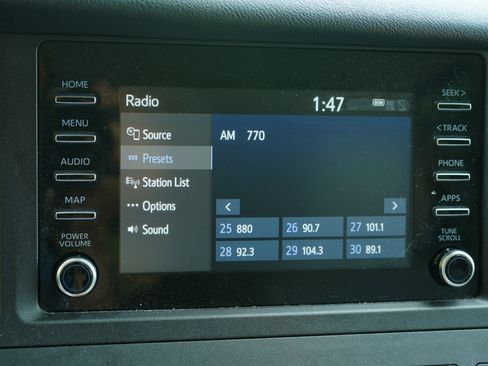 HOME
MENU
AUDIO
MAP
POWER
VOLUME
Radio
1:47
Source
Presets
Station List
Options
Sound
AM 770
<
>
25 880
26 90.7
27 101.1
28 92.3
29 104.3
30 89.1
SEEK >
< TRACK
PHONE
APPS
TUNE
SCROLL